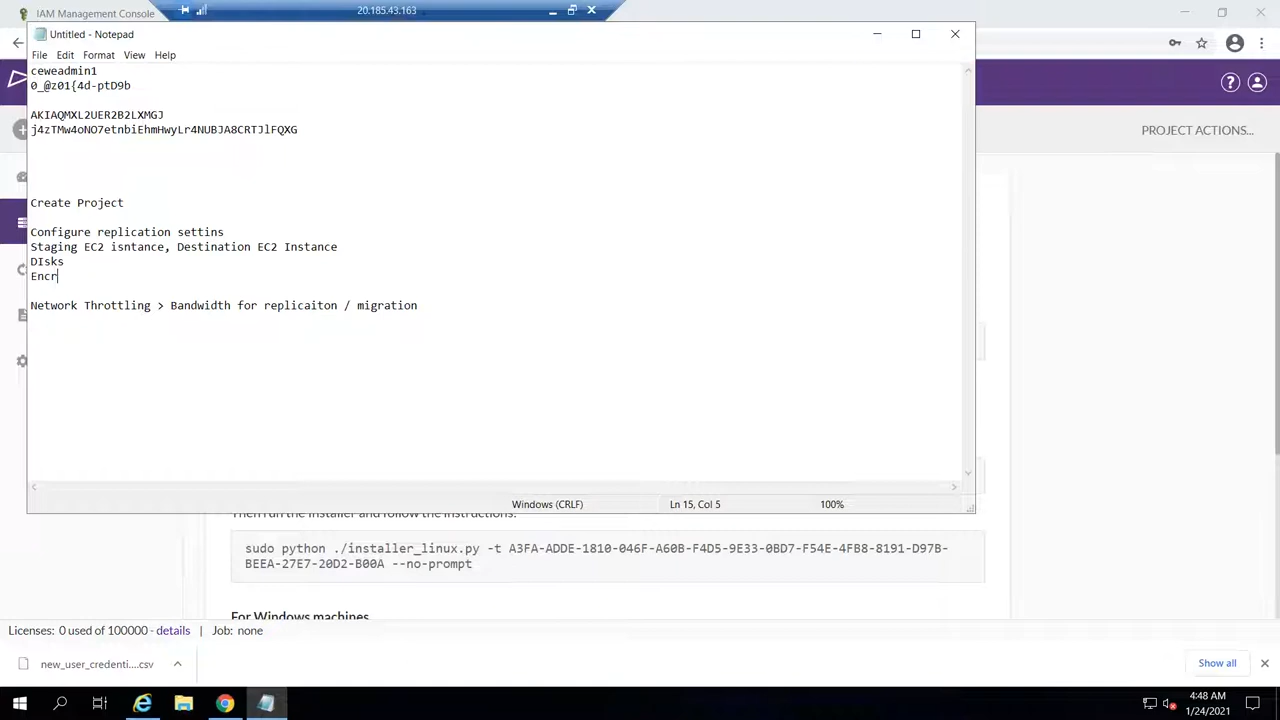 IAM Management Console
20.185.43.163
Untitled - Notepad
File Edit Format View Help
ceweadmin1
0_@z01{4d-ptD9b
AKIAQMXL2UER2B2LXMGJ
j4zTMw4oNO7etnbiEhmHwyLr4NUBJA8CRTJlFQXG
PROJECT ACTIONS...
Create Project
Configure replication settins
Staging EC2 isntance, Destination EC2 Instance
DIsks
Encr
Network Throttling > Bandwidth for replicaiton / migration
Windows (CRLF) Ln 15, Col 5 100%
Then run the installer and follow the instructions:
sudo python ./installer_linux.py -t A3FA-ADDE-1810-046F-A60B-F4D5-9E33-0BD7-F54E-4FB8-8191-D97B-
BEEA-27E7-20D2-B00A --no-prompt
For Windows machines
Licenses: 0 used of 100000 - details | Job: none
new_user_credenti....csv
Show all
4:48 AM
1/24/2021